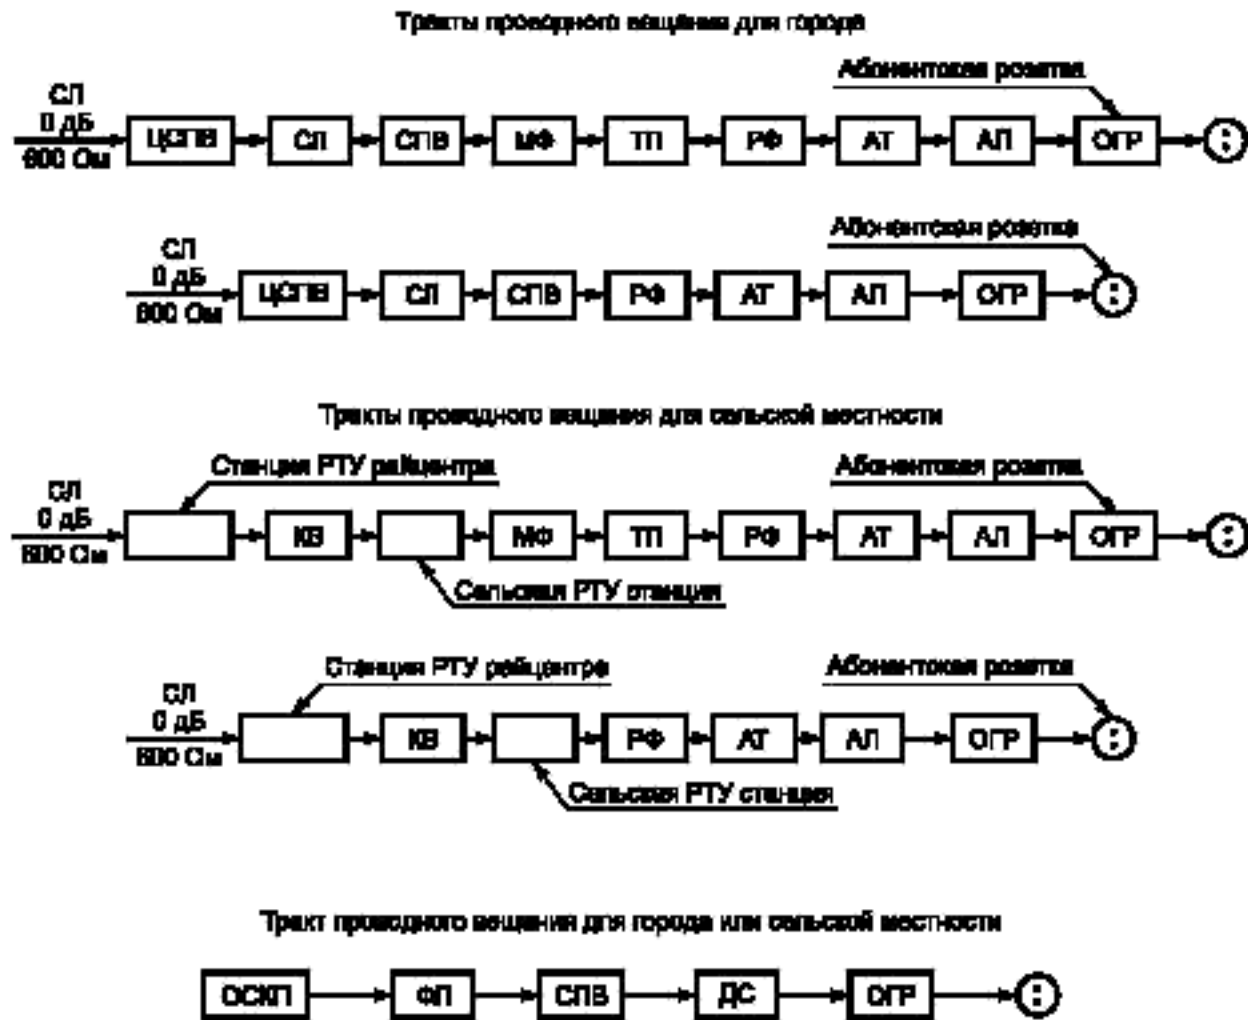 Тракты проводного вещания для города
Абонентская розетка
СЛ
0 дБ
600 Ом
ЦСПВ СЛ СПВ МФ ТП РФ АТ АЛ ОГР
Абонентская розетка
СЛ
0 дБ
600 Ом
ЦСПВ СЛ СПВ РФ АТ АЛ ОГР
Тракты проводного вещания для сельской местности
Станция РТУ райцентра
Абонентская розетка
СЛ
0 дБ
600 Ом
КВ МФ ТП РФ АТ АЛ ОГР
Сельская РТУ станция
Станция РТУ райцентра
Абонентская розетка
СЛ
0 дБ
600 Ом
КВ РФ АТ АЛ ОГР
Сельская РТУ станция
Тракт проводного вещания для города или сельской местности
ОСКП ФП СПВ ДС ОГР